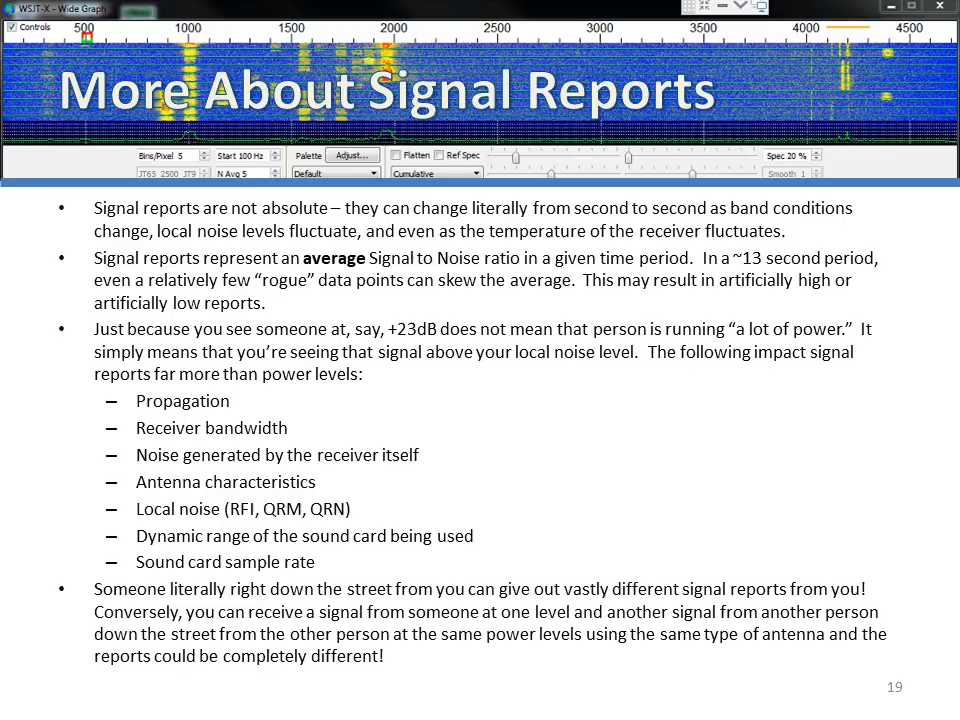 WSJT-X - Wide Graph
Controls
500 1000 1500 2000 2500 3000 3500 4000 4500
More About Signal Reports
Bins/Pixel 5 Start 100 Hz Palette Adjust... Flatten Ref Spec Spec 20 %
JT65 2500 JT9 N Avg 5 Default Cumulative Smooth 1
• Signal reports are not absolute – they can change literally from second to second as band conditions
change, local noise levels fluctuate, and even as the temperature of the receiver fluctuates.
• Signal reports represent an average Signal to Noise ratio in a given time period. In a ~13 second period,
even a relatively few “rogue” data points can skew the average. This may result in artificially high or
artificially low reports.
• Just because you see someone at, say, +23dB does not mean that person is running “a lot of power.” It
simply means that you’re seeing that signal above your local noise level. The following impact signal
reports far more than power levels:
– Propagation
– Receiver bandwidth
– Noise generated by the receiver itself
– Antenna characteristics
– Local noise (RFI, QRM, QRN)
– Dynamic range of the sound card being used
– Sound card sample rate
• Someone literally right down the street from you can give out vastly different signal reports from you!
Conversely, you can receive a signal from someone at one level and another signal from another person
down the street from the other person at the same power levels using the same type of antenna and the
reports could be completely different!
19